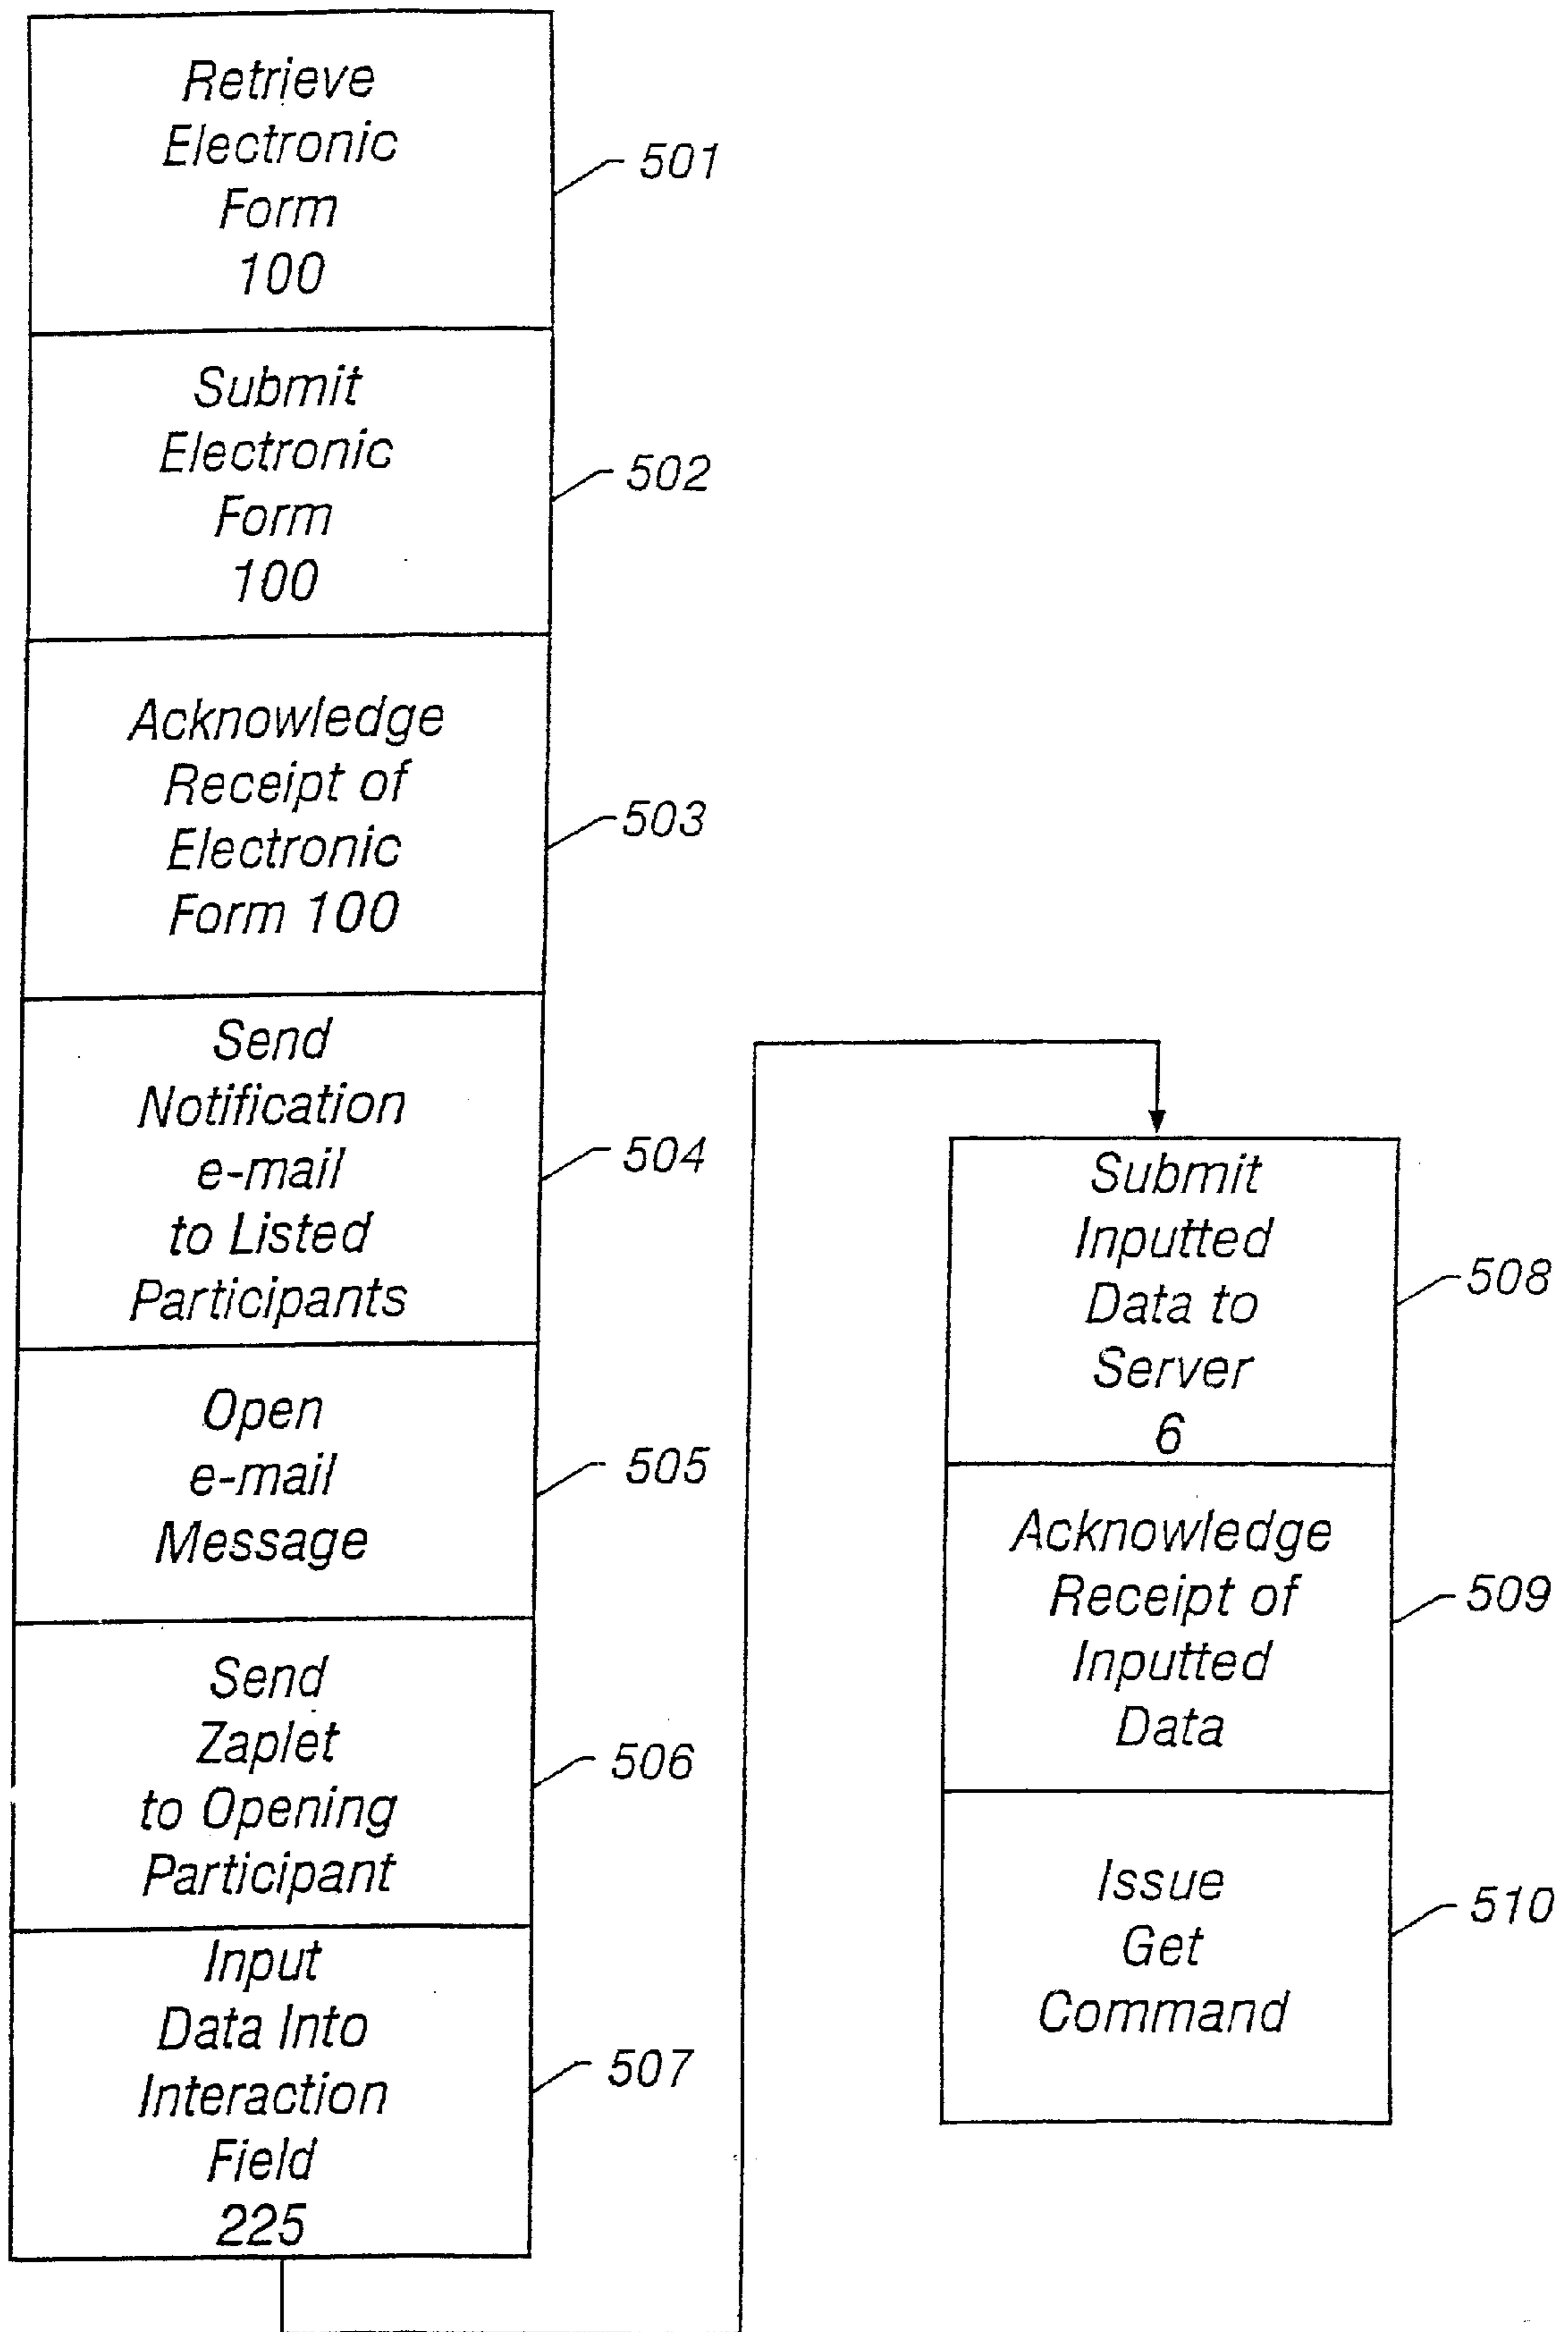 Retrieve
Electronic
Form
100
501
Submit
Electronic
Form
100
502
Acknowledge
Receipt of
Electronic
Form 100
503
Send
Notification
e-mail
to Listed
Participants
504
Open
e-mail
Message
505
Send
Zaplet
to Opening
Participant
506
Input
Data Into
Interaction
Field
225
507
Submit
Inputted
Data to
Server
6
508
Acknowledge
Receipt of
Inputted
Data
509
Issue
Get
Command
510